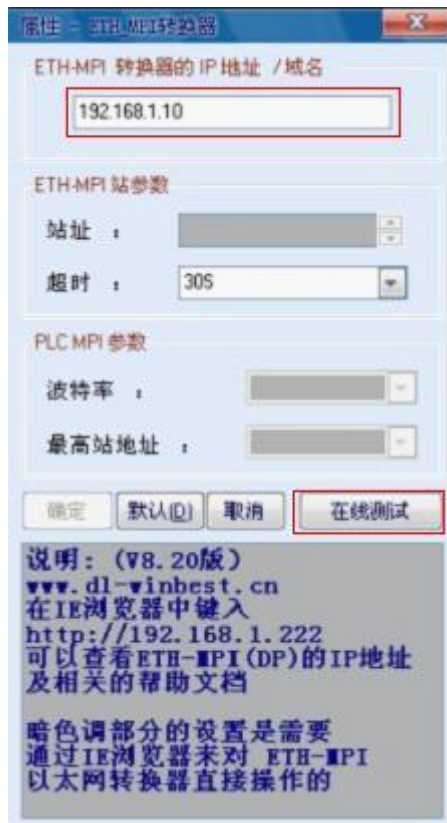 属性 - ETH_MPI转换器
ETH-MPI 转换器的 IP 地址 / 域名
192.168.1.10
ETH-MPI 站参数
站址 :
超时 : 30S
PLC MPI 参数
波特率 :
最高站地址 :
确定 默认(D) 取消 在线测试
说明: (V8.20版)
www.dl-winbest.cn
在IE浏览器中键入
http://192.168.1.222
可以查看ETH-MPI(DP)的IP地址
及相关的帮助文档
暗色调部分的设置是需要
通过IE浏览器来对 ETH-MPI
以太网转换器直接操作的